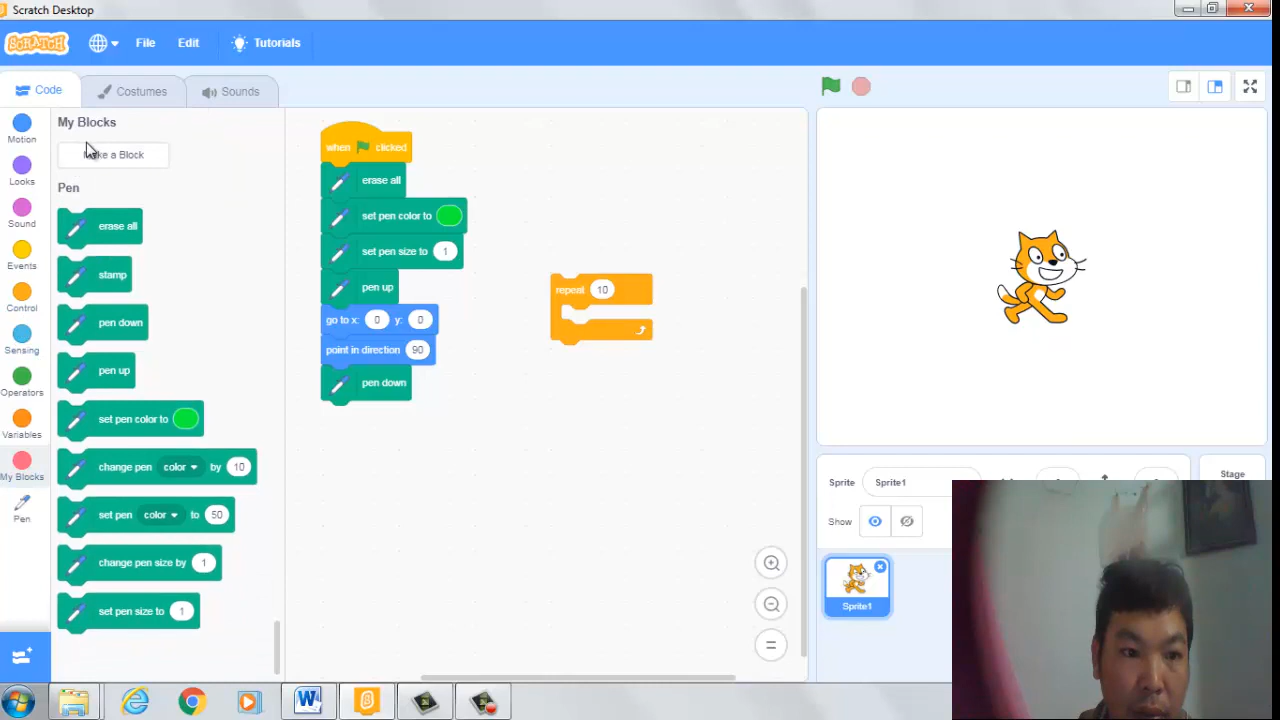 Scratch Desktop
SCRATCH File Edit Tutorials
Code Costumes Sounds
Motion
Looks
Sound
Events
Control
Sensing
Operators
Variables
My Blocks
Pen
My Blocks
ke a Block
Pen
erase all
stamp
pen down
pen up
set pen color to
change pen color by 10
set pen color to 50
change pen size by 1
set pen size to 1
when clicked
erase all
set pen color to
set pen size to 1
pen up
go to x: 0 y: 0
point in direction 90
pen down
repeat 10
Sprite Sprite1
Show
Sprite1
Stage